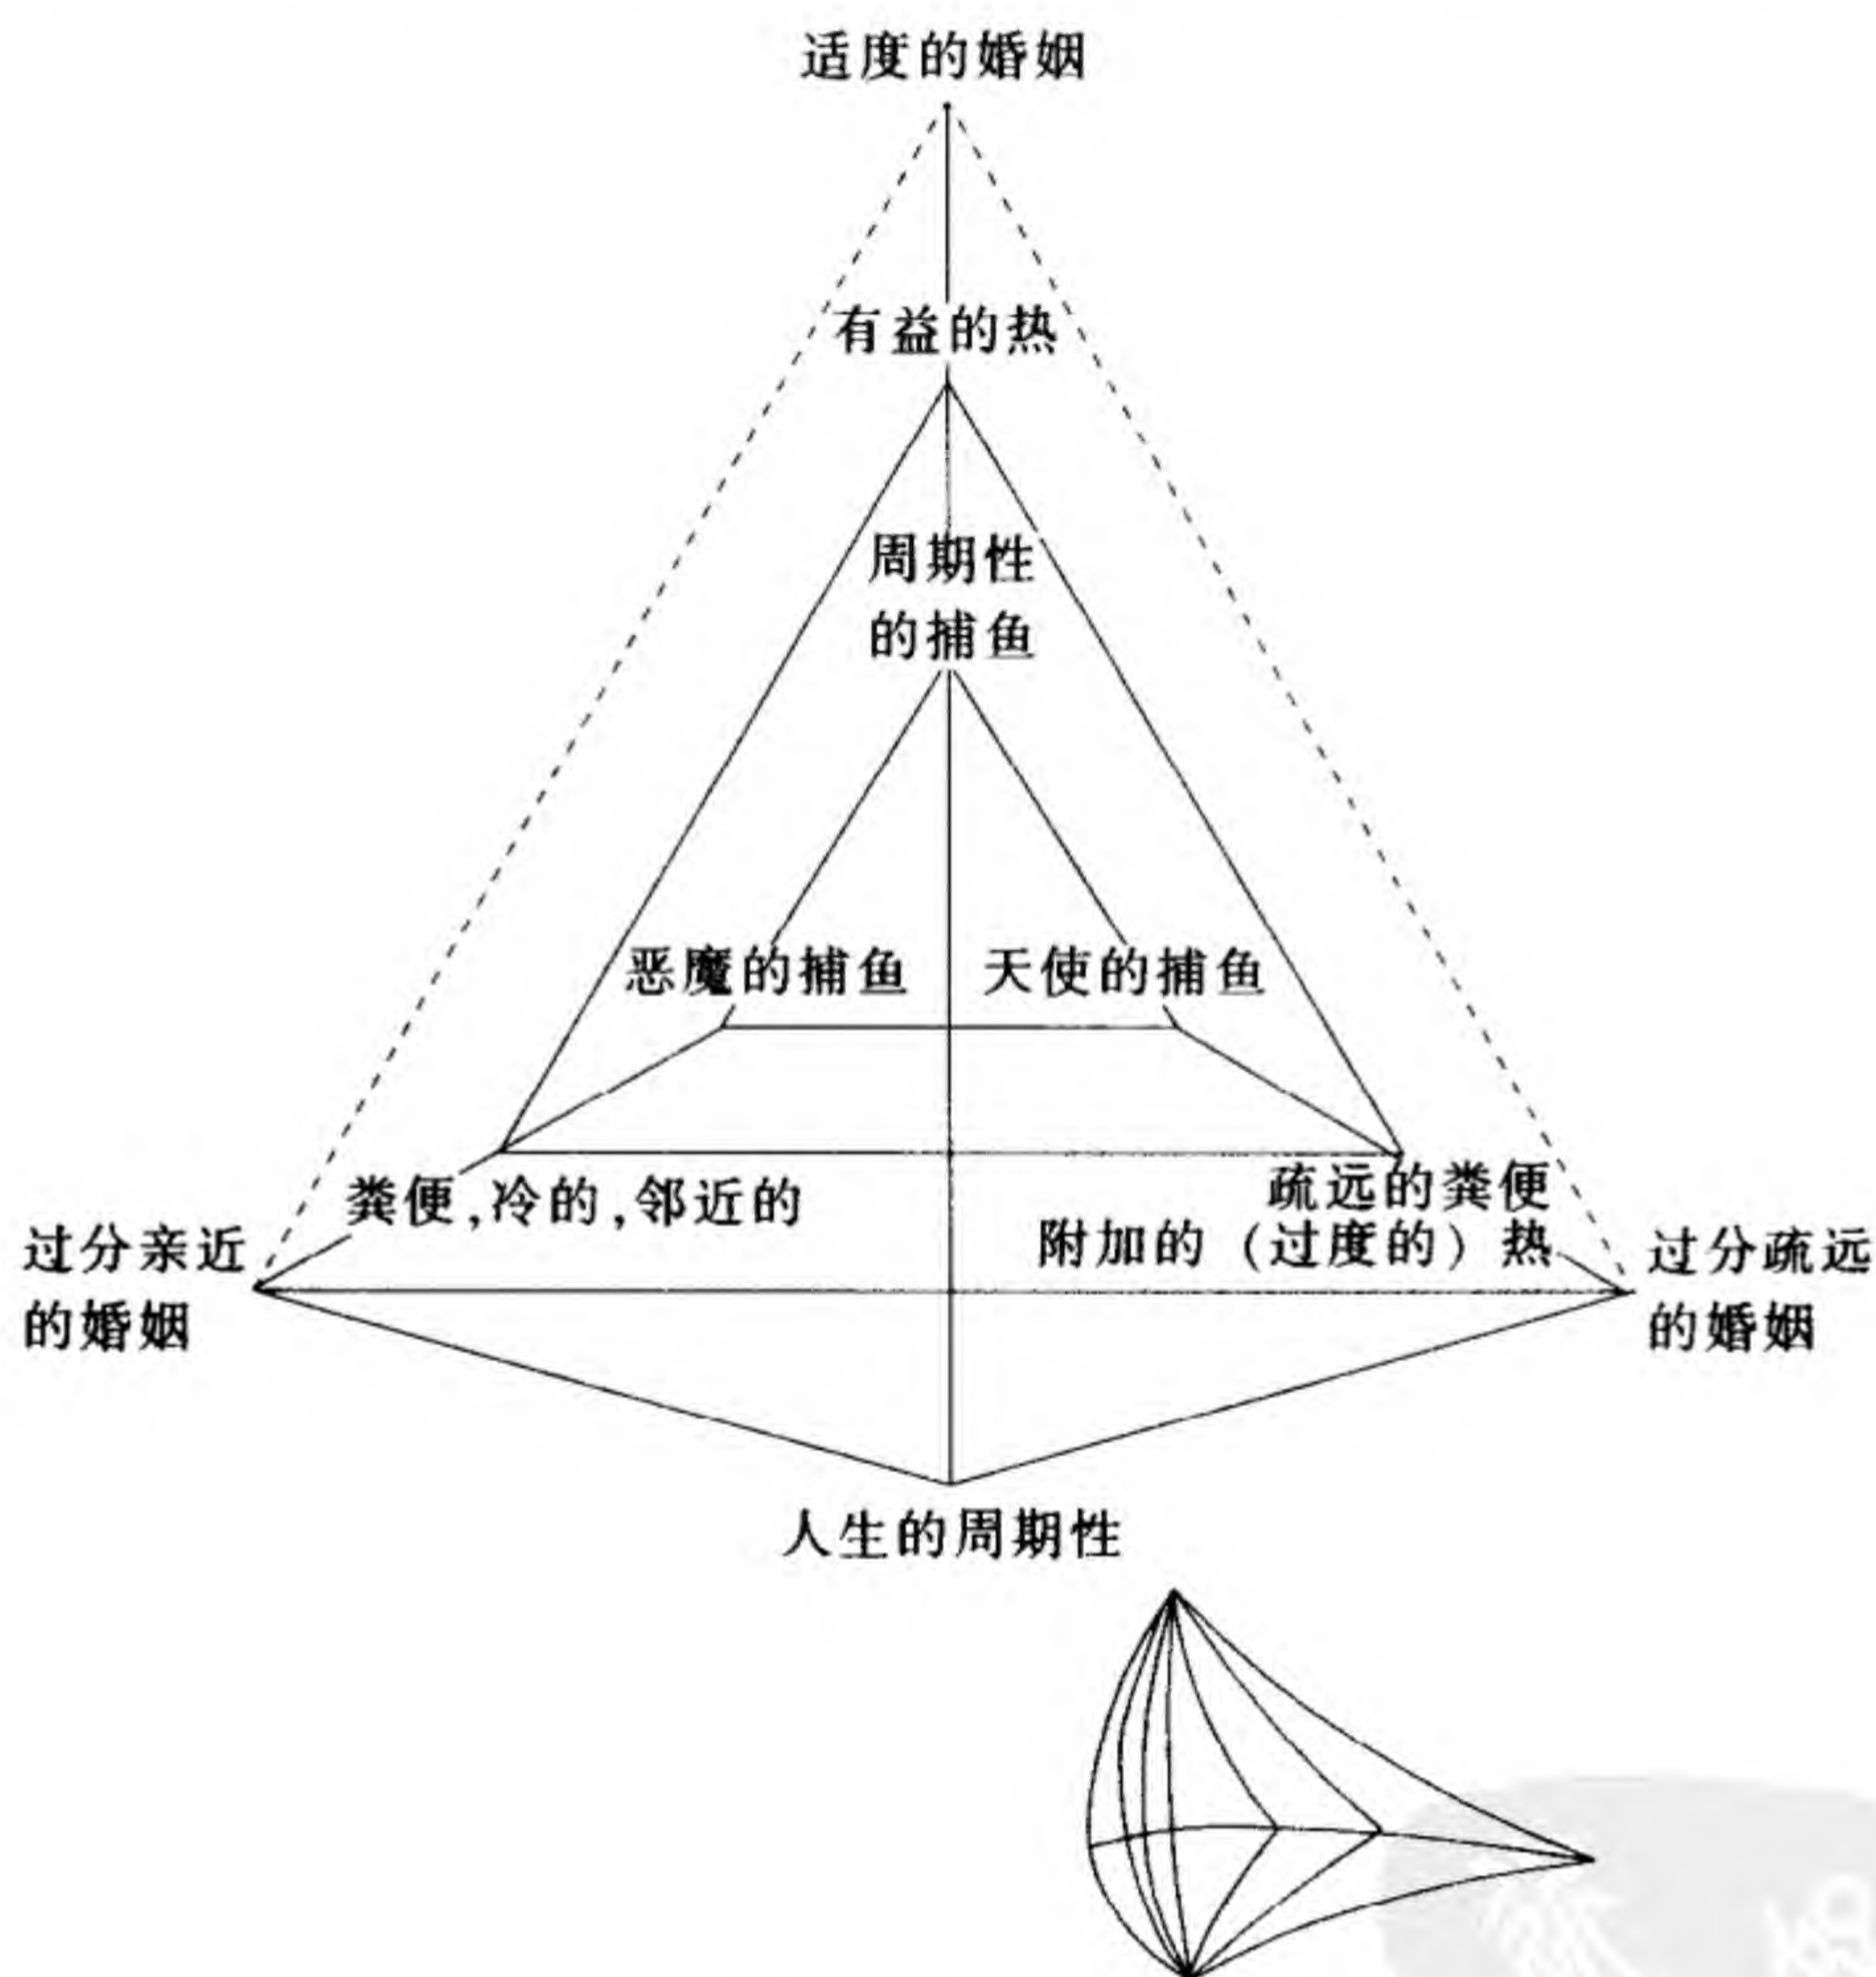 适度的婚姻
有益的热
周期性
的捕鱼
恶魔的捕鱼
天使的捕鱼
粪便,冷的,邻近的
疏远的粪便
附加的（过度的）热
过分亲近
的婚姻
过分疏远
的婚姻
人生的周期性